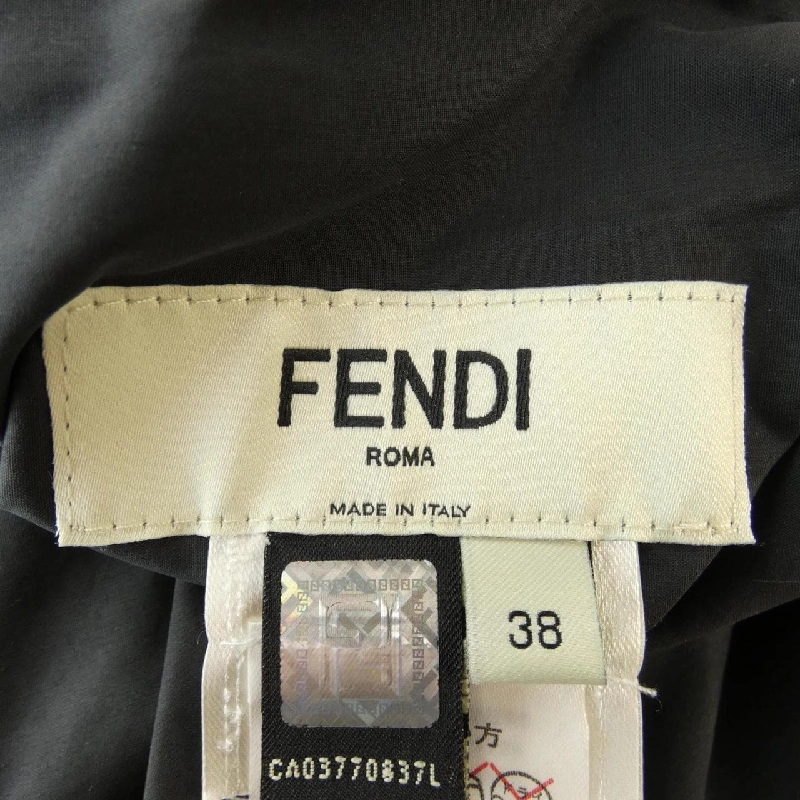 FENDI
ROMA
MADE IN ITALY
38
方
CA03770837L